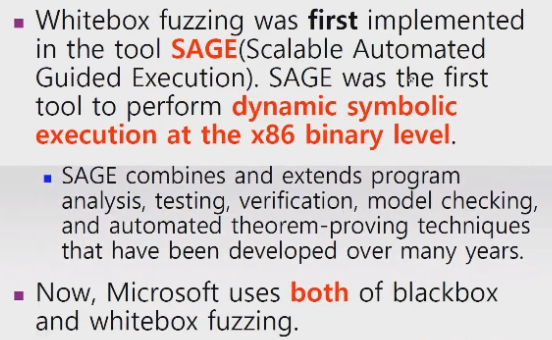 Whitebox fuzzing was first implemented
in the tool SAGE(Scalable Automated
Guided Execution). SAGE was the first
tool to perform dynamic symbolic
execution at the x86 binary level.
SAGE combines and extends program
analysis, testing, verification, model checking,
and automated theorem-proving techniques
that have been developed over many years.
Now, Microsoft uses both of blackbox
and whitebox fuzzing.